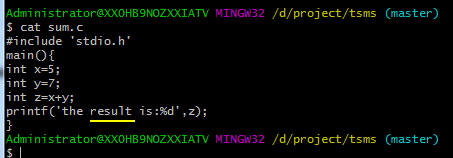 Administrator@XXOHB9NOZXXIATV MINGW32 /d/project/tsms (master)
$ cat sum.c
#include 'stdio.h'
main(){
int x=5;
int y=7;
int z=x+y;
printf('the result is:%d',z);
}
Administrator@XXOHB9NOZXXIATV MINGW32 /d/project/tsms (master)
$